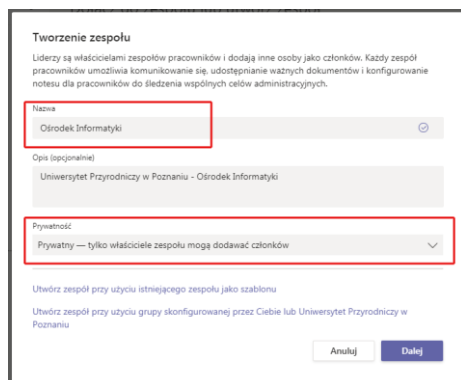 Tworzenie zespołu
Liderzy są właścicielami zespołów pracowników i dodają inne osoby jako członków. Każdy zespół
pracowników umożliwia komunikowanie się, udostępnianie ważnych dokumentów i konfigurowanie
notesu dla pracowników do śledzenia wspólnych celów administracyjnych.
Nazwa
Ośrodek Informatyki
Opis (opcjonalnie)
Uniwersytet Przyrodniczy w Poznaniu - Ośrodek Informatyki
Prywatność
Prywatny — tylko właściciele zespołu mogą dodawać członków
Utwórz zespół przy użyciu istniejącego zespołu jako szablonu
Utwórz zespół przy użyciu grupy skonfigurowanej przez Ciebie lub Uniwersytet Przyrodniczy w
Poznaniu
Anuluj
Dalej